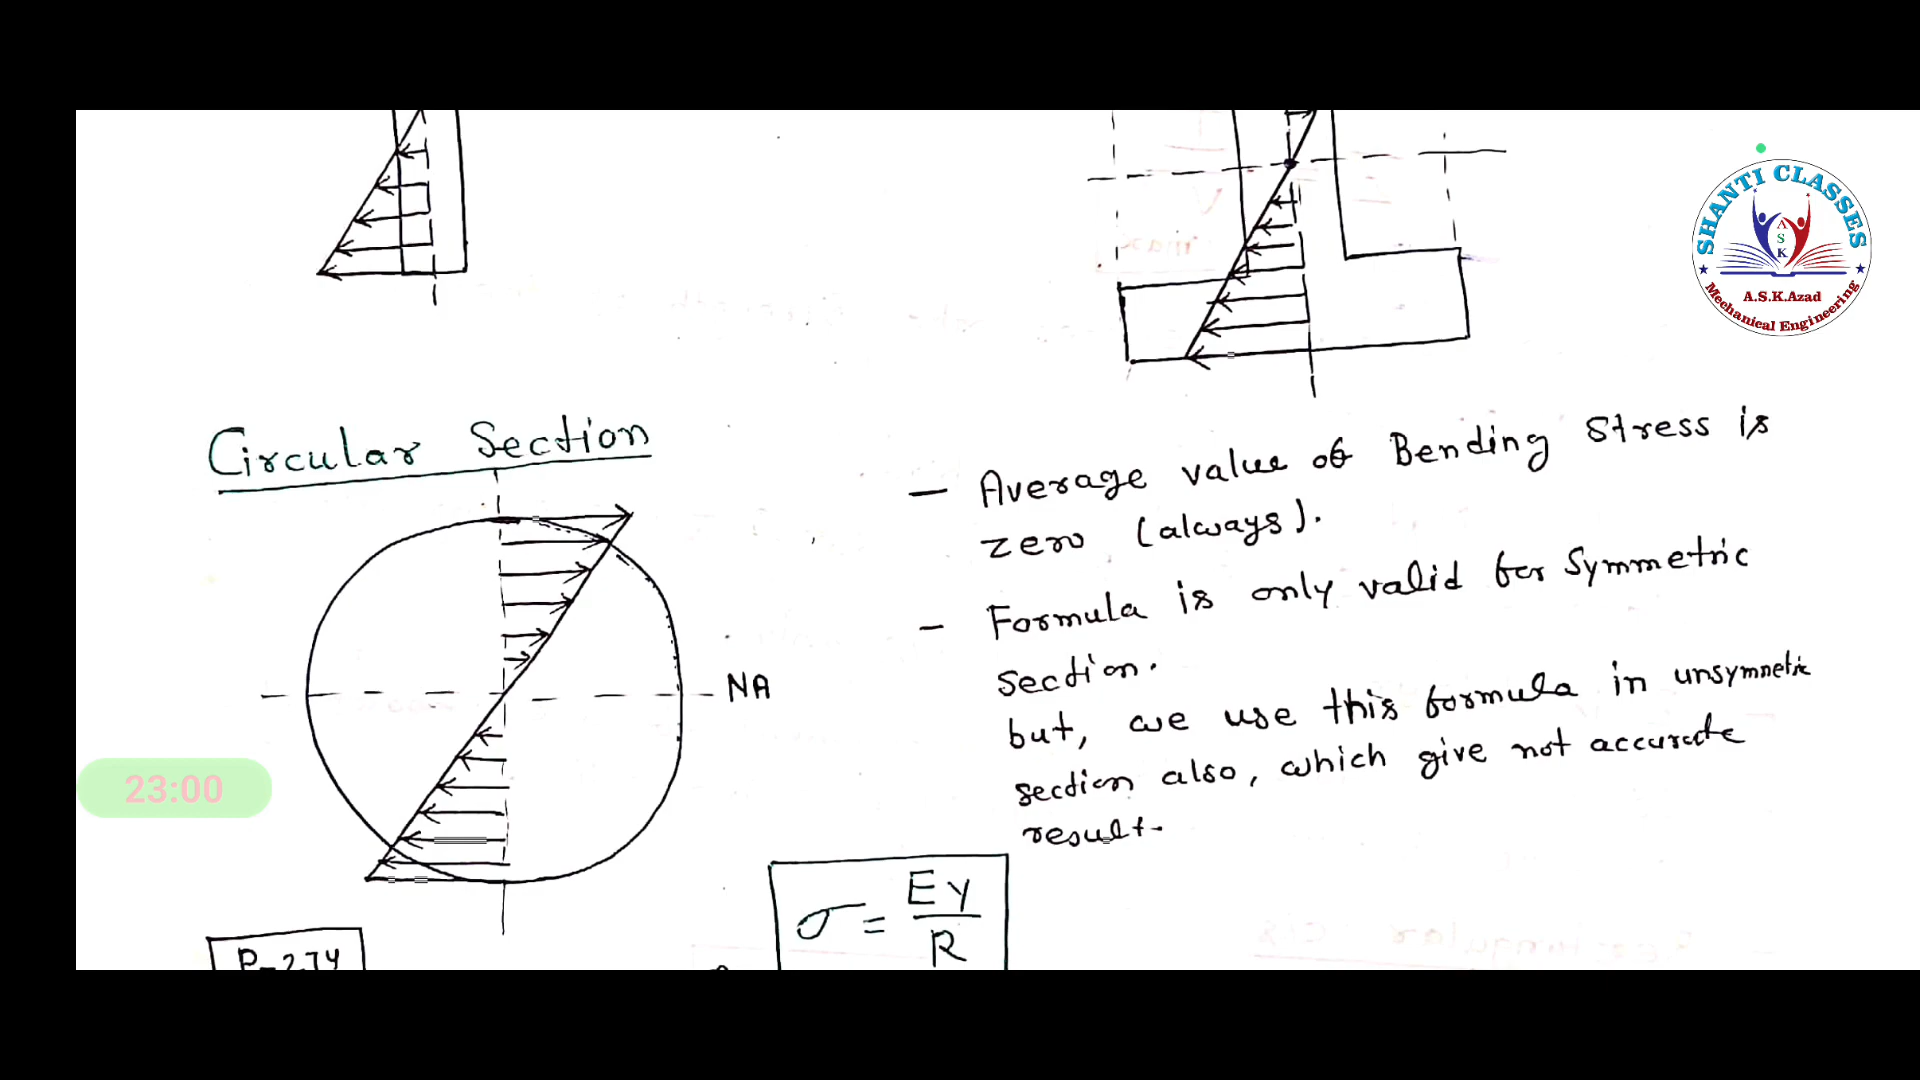 SHANTI CLASSES
A
S
K
A.S.K.Azad
Mechanical Engineering
Circular Section
NA
- Average value of Bending Stress is
zero (always).
- Formula is only valid for Symmetric
section.
but, we use this formula in unsymmetric
section also, which give not accurate
result.
23:00
σ = Ey
R
P-274